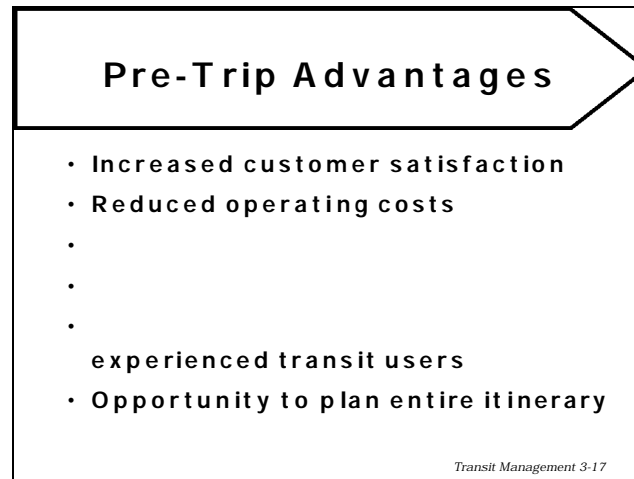 Pre-Trip Advantages
• Increased customer satisfaction
• Reduced operating costs
•
•
•
experienced transit users
• Opportunity to plan entire itinerary
Transit Management 3-17